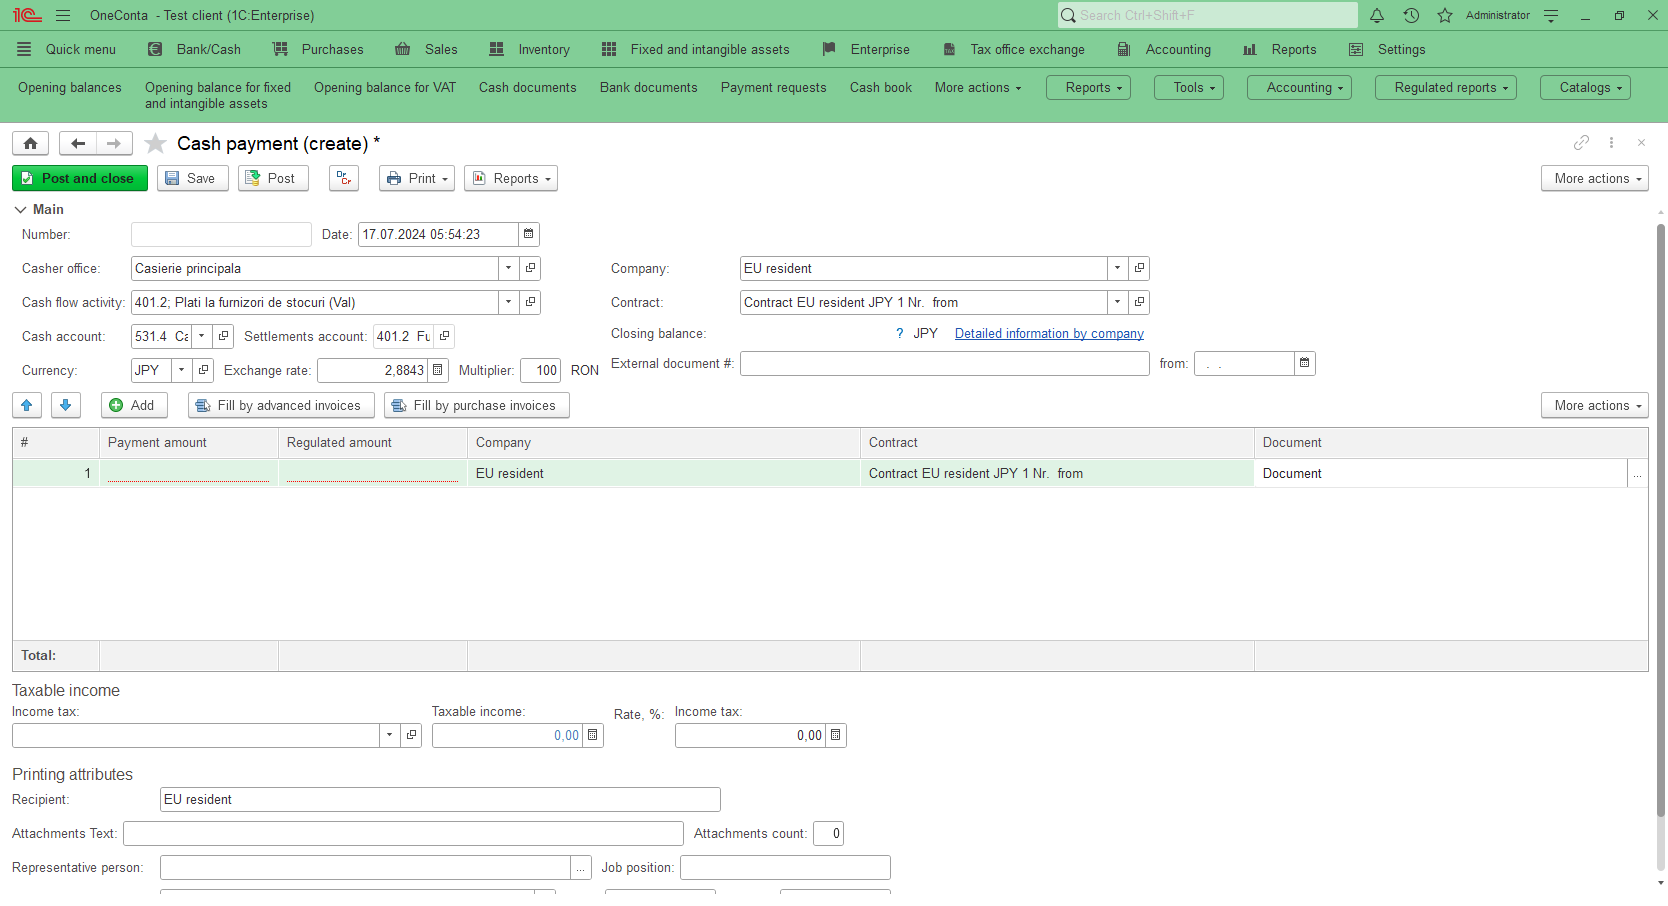 OneConta - Test client (1C:Enterprise)
Search Ctrl+Shift+F
Administrator
Quick menu Bank/Cash Purchases Sales Inventory Fixed and intangible assets Enterprise Tax office exchange Accounting Reports Settings
Opening balances
Opening balance for fixed
and intangible assets
Opening balance for VAT Cash documents Bank documents Payment requests Cash book More actions Reports Tools Accounting Regulated reports Catalogs
Cash payment (create) *
Post and close Save Post Dr Cr Print Reports More actions
Main
Number: Date: 17.07.2024 05:54:23
Casher office: Casierie principala Company: EU resident
Cash flow activity: 401.2; Plati la furnizori de stocuri (Val) Contract: Contract EU resident JPY 1 Nr. from
Cash account: 531.4 Ca Settlements account: 401.2 Fu Closing balance: ? JPY Detailed information by company
Currency: JPY Exchange rate: 2,8843 Multiplier: 100 RON External document #: from: . .
Add Fill by advanced invoices Fill by purchase invoices More actions
# Payment amount Regulated amount Company Contract Document
1 EU resident Contract EU resident JPY 1 Nr. from Document ...
Total:
Taxable income
Income tax: Taxable income: Rate, %: Income tax:
0,00 0,00
Printing attributes
Recipient: EU resident
Attachments Text: Attachments count: 0
Representative person: ... Job position: